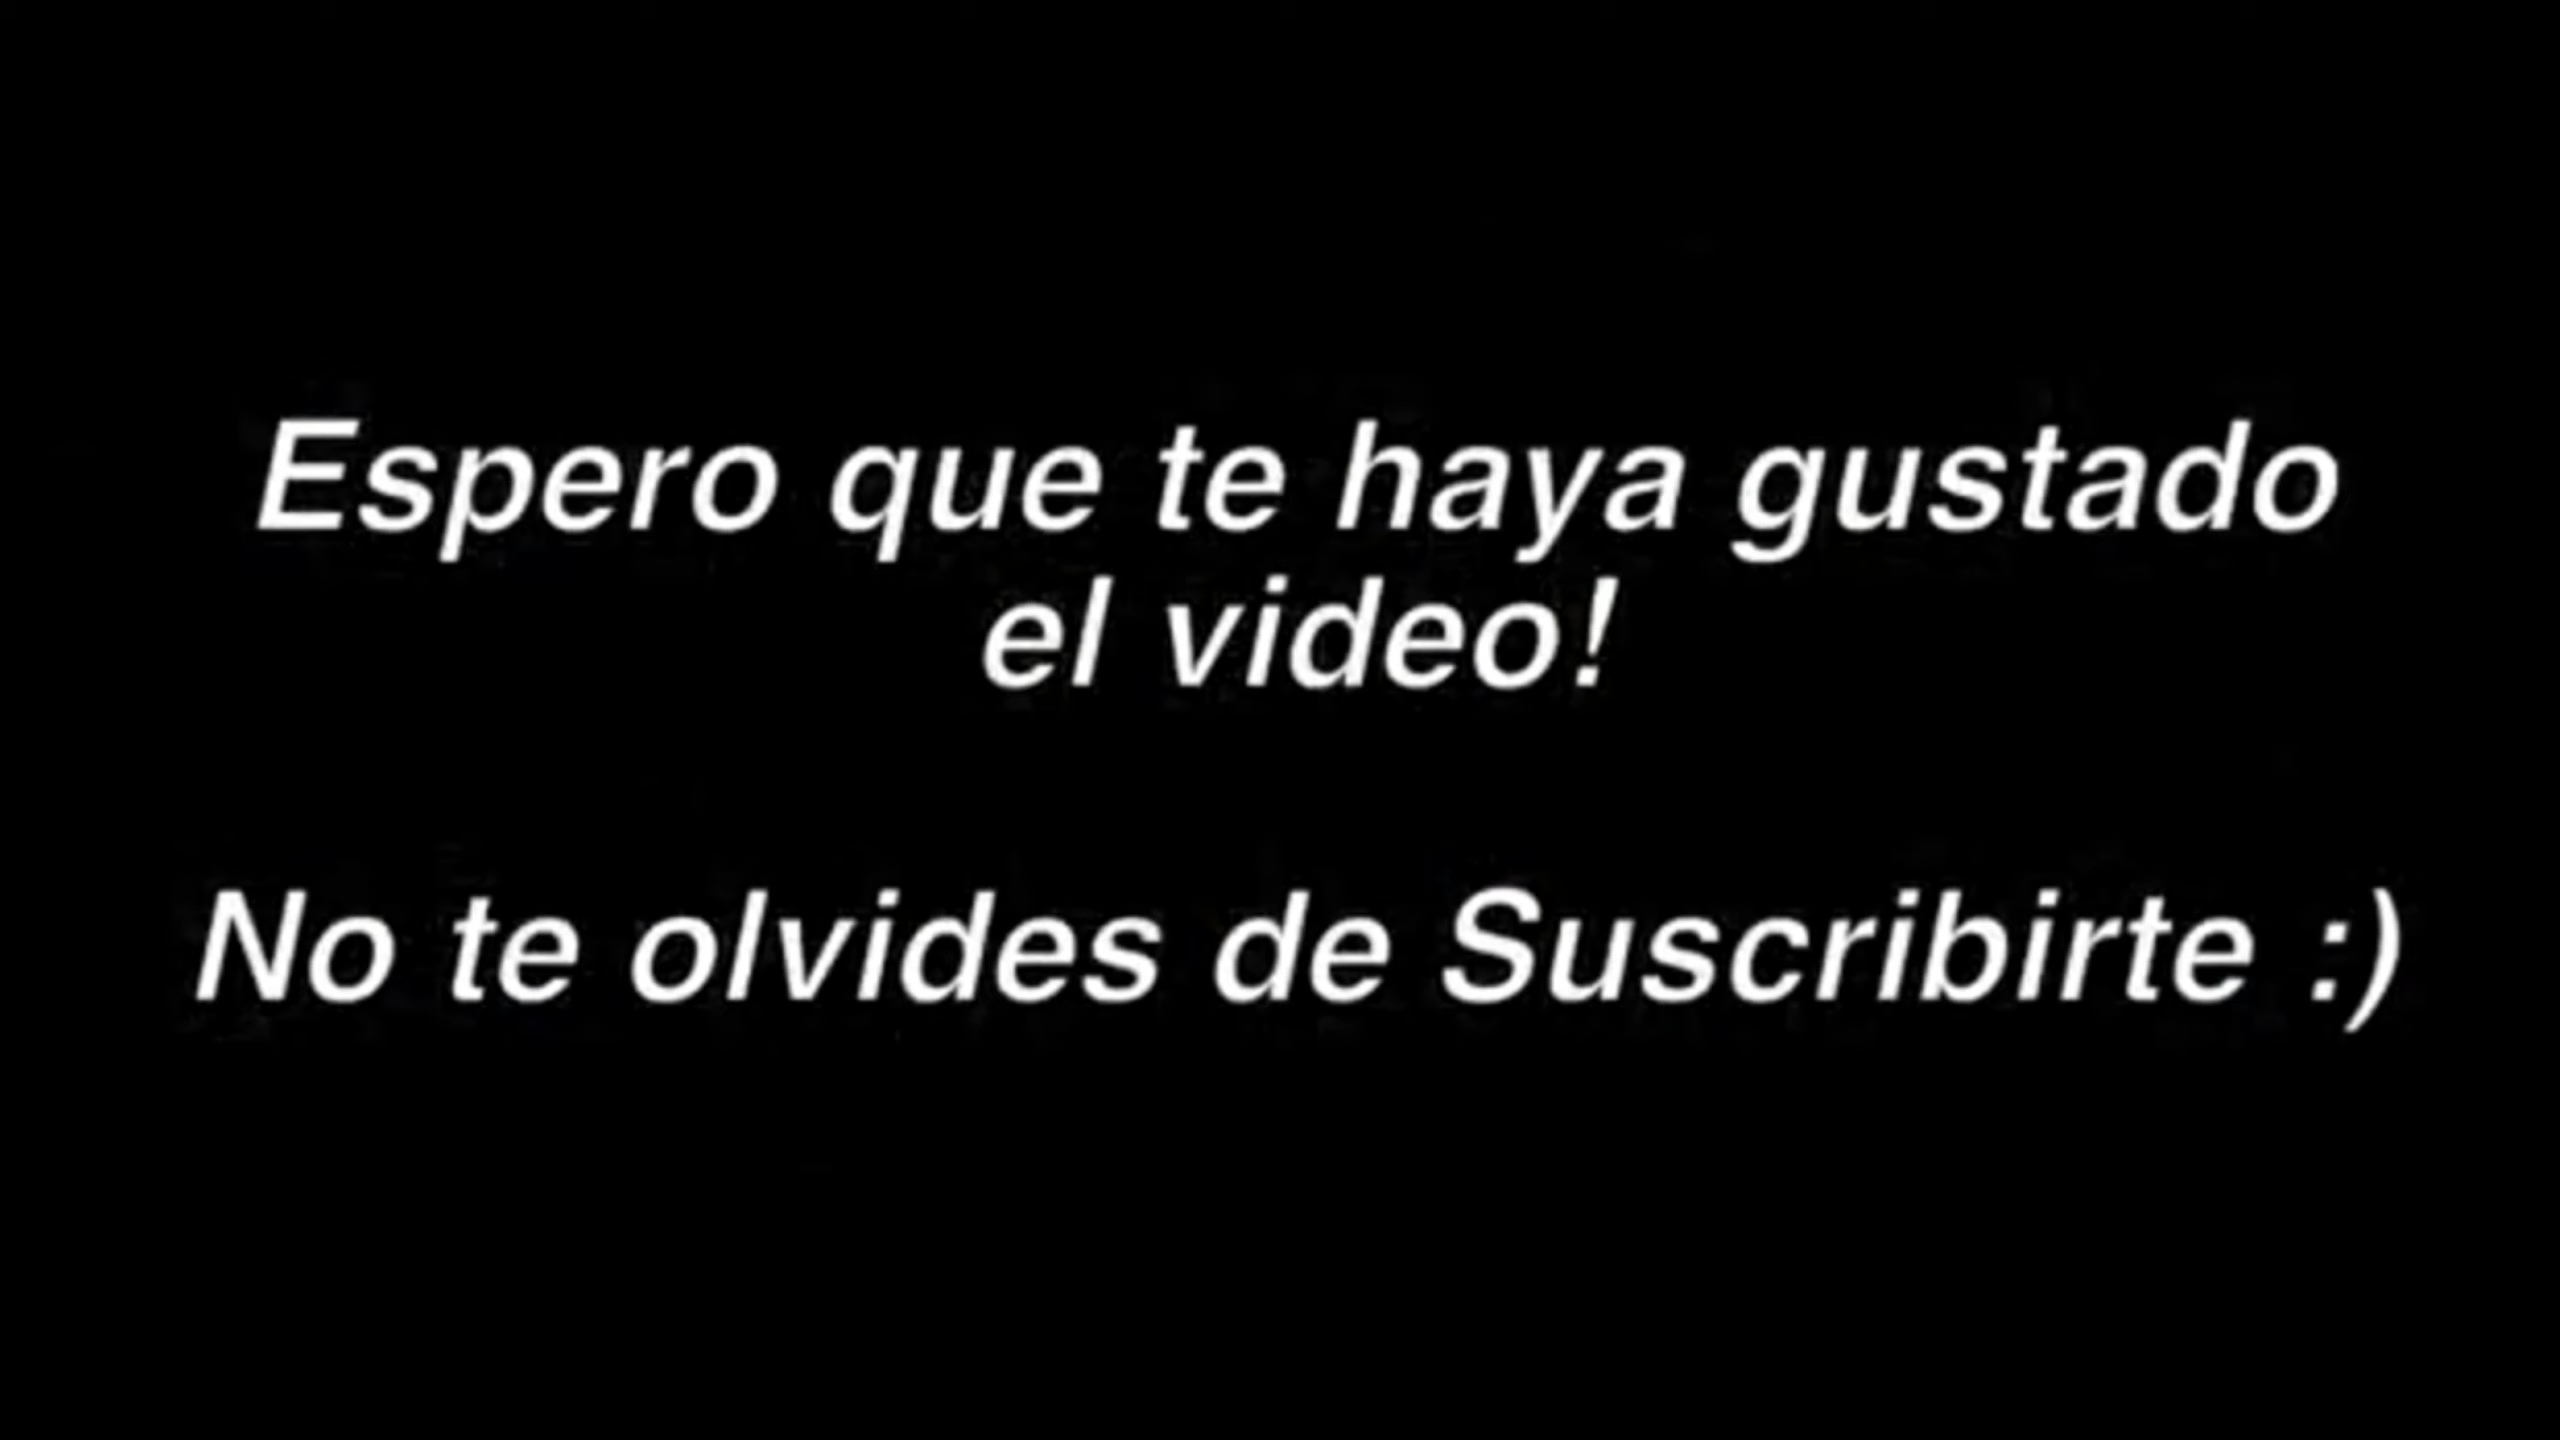 Espero que te haya gustado
el video!
No te olvides de Suscribirte :)